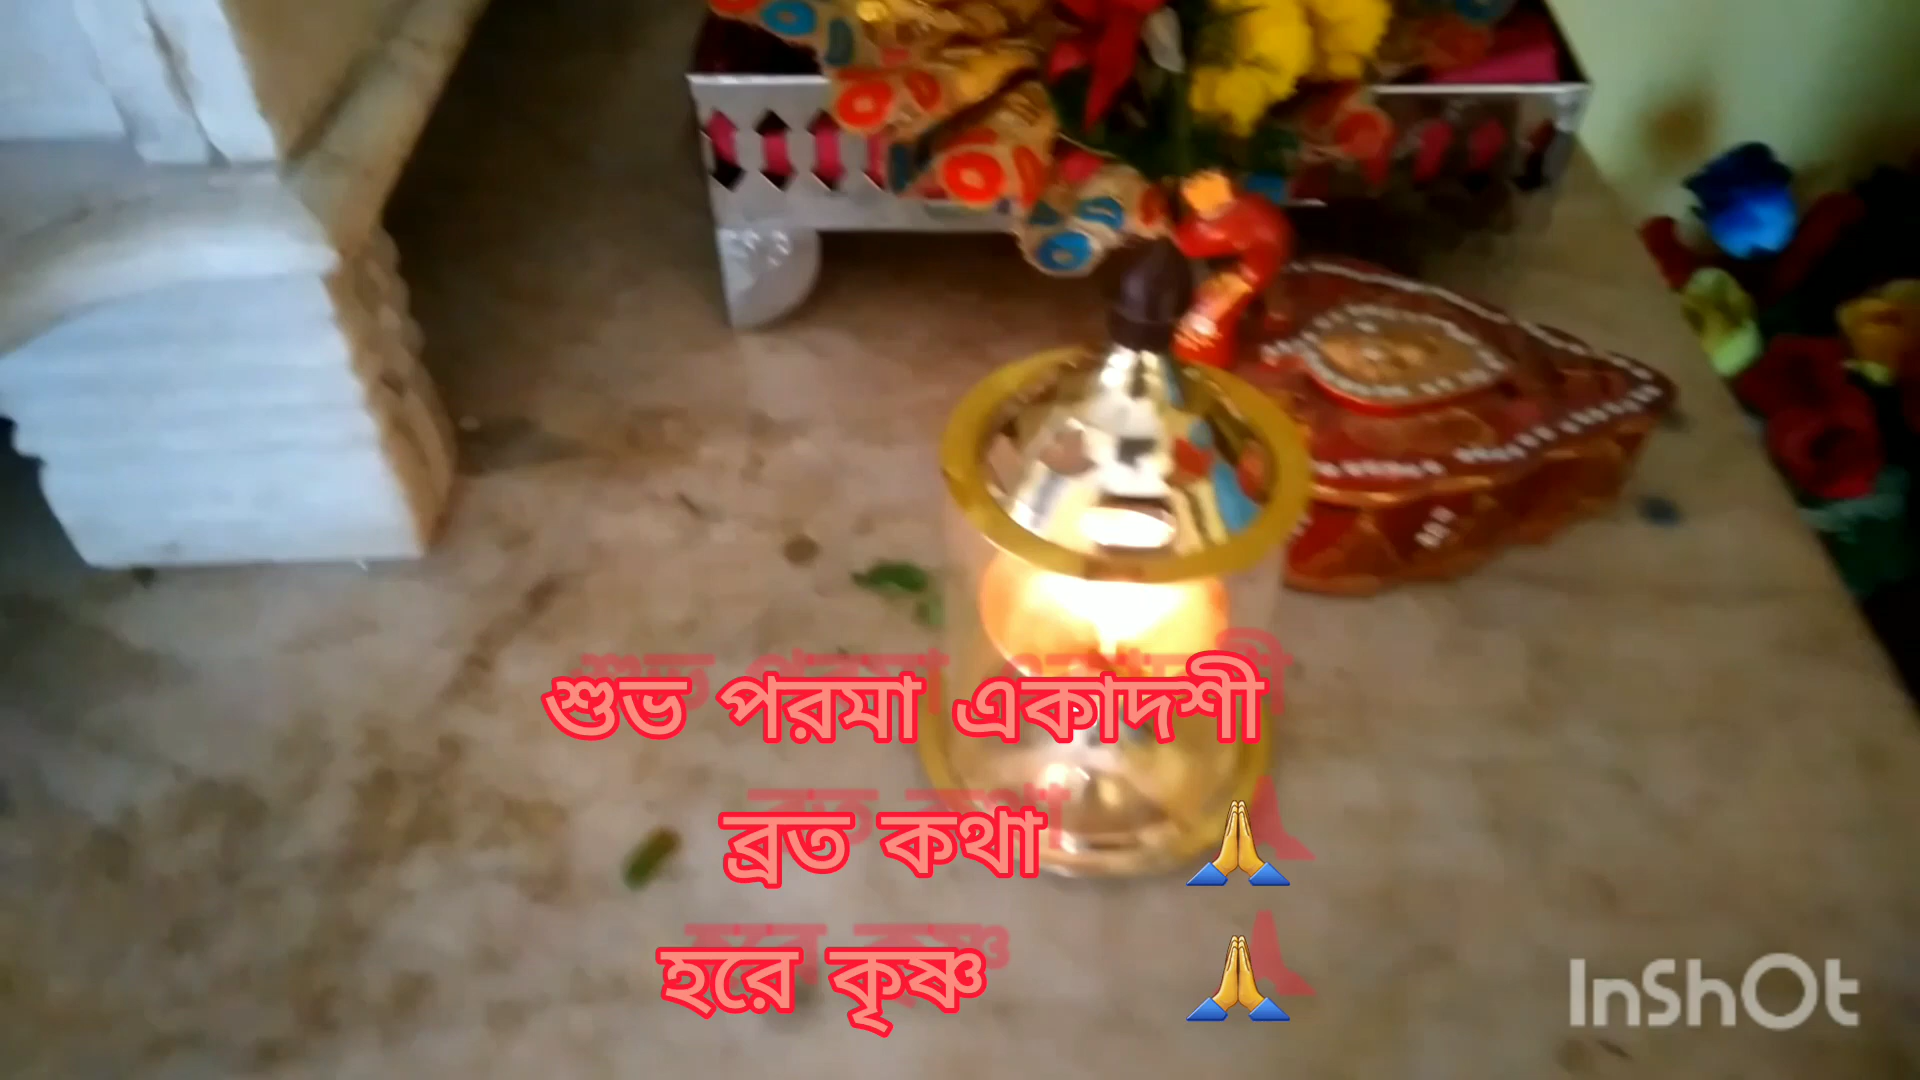 শুভ পরমা একাদশী
ব্রত কথা 🙏
হরে কৃষ্ণ 🙏
InShOt